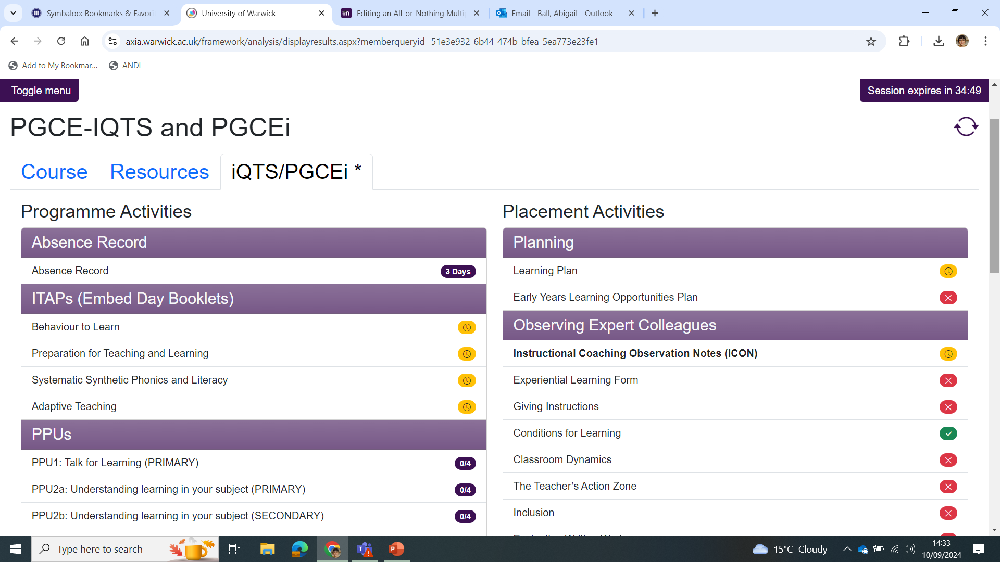 Symbaloo: Bookmarks & Favori
University of Warwick
Editing an All-or-Nothing Multi
Email - Ball, Abigail - Outlook
axia.warwick.ac.uk/framework/analysis/displayresults.aspx?memberqueryid=51e3e932-6b44-474b-bfea-5ea773e23fe1
Add to My Bookmar...
ANDI
Toggle menu
Session expires in 34:49
PGCE-IQTS and PGCEi
Course
Resources
iQTS/PGCEi *
Programme Activities
Absence Record
Absence Record
3 Days
ITAPs (Embed Day Booklets)
Behaviour to Learn
Preparation for Teaching and Learning
Systematic Synthetic Phonics and Literacy
Adaptive Teaching
PPUs
PPU1: Talk for Learning (PRIMARY)
0/4
PPU2a: Understanding learning in your subject (PRIMARY)
0/4
PPU2b: Understanding learning in your subject (SECONDARY)
0/4
Placement Activities
Planning
Learning Plan
Early Years Learning Opportunities Plan
Observing Expert Colleagues
Instructional Coaching Observation Notes (ICON)
Experiential Learning Form
Giving Instructions
Conditions for Learning
Classroom Dynamics
The Teacher’s Action Zone
Inclusion
Type here to search
15°C Cloudy
14:33
10/09/2024